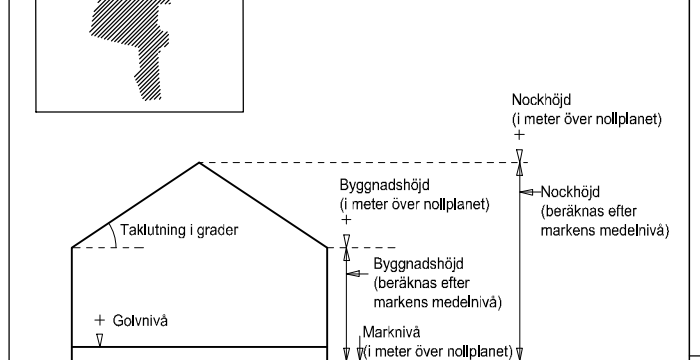 Nockhöjd
(i meter över nollplanet)
+
Byggnadshöjd
(i meter över nollplanet)
+
Nockhöjd
(beräknas efter
markens medelnivå)
Taklutning i grader
Byggnadshöjd
(beräknas efter
markens medelnivå)
+ Golvnivå
Marknivå
(i meter över nollplanet)